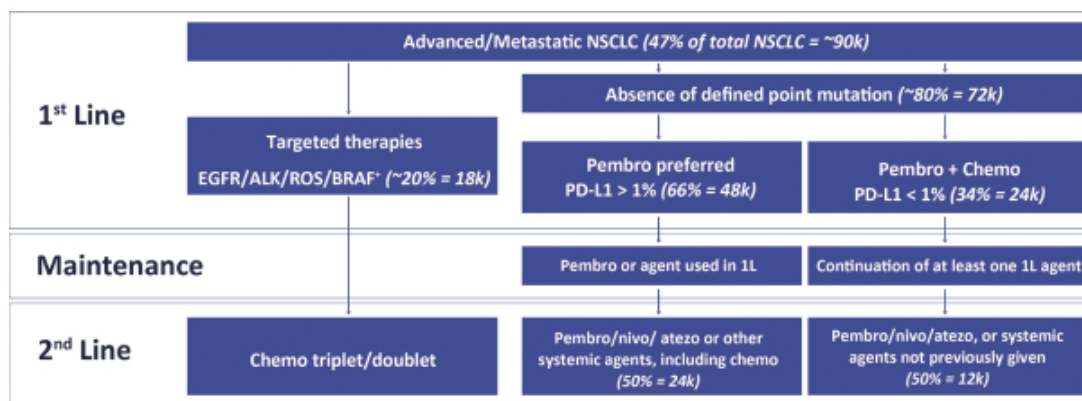 Advanced/Metastatic NSCLC (47% of total NSCLC = ~90k)
1st Line
Absence of defined point mutation (~80% = 72k)
Targeted therapies
EGFR/ALK/ROS/BRAF+ (~20% = 18k)
Pembro preferred
PD-L1 > 1% (66% = 48k)
Pembro + Chemo
PD-L1 < 1% (34% = 24k)
Maintenance
Pembro or agent used in 1L
Continuation of at least one 1L agent
2nd Line
Chemo triplet/doublet
Pembro/nivo/ atezo or other
systemic agents, including chemo
(50% = 24k)
Pembro/nivo/atezo, or systemic
agents not previously given
(50% = 12k)